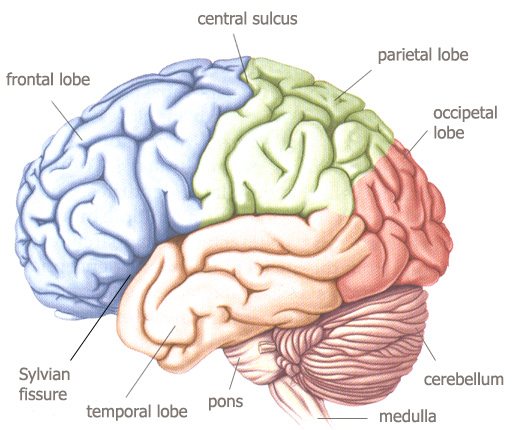 central sulcus
parietal lobe
frontal lobe
occipetal
lobe
Sylvian
fissure
temporal lobe
pons
cerebellum
medulla